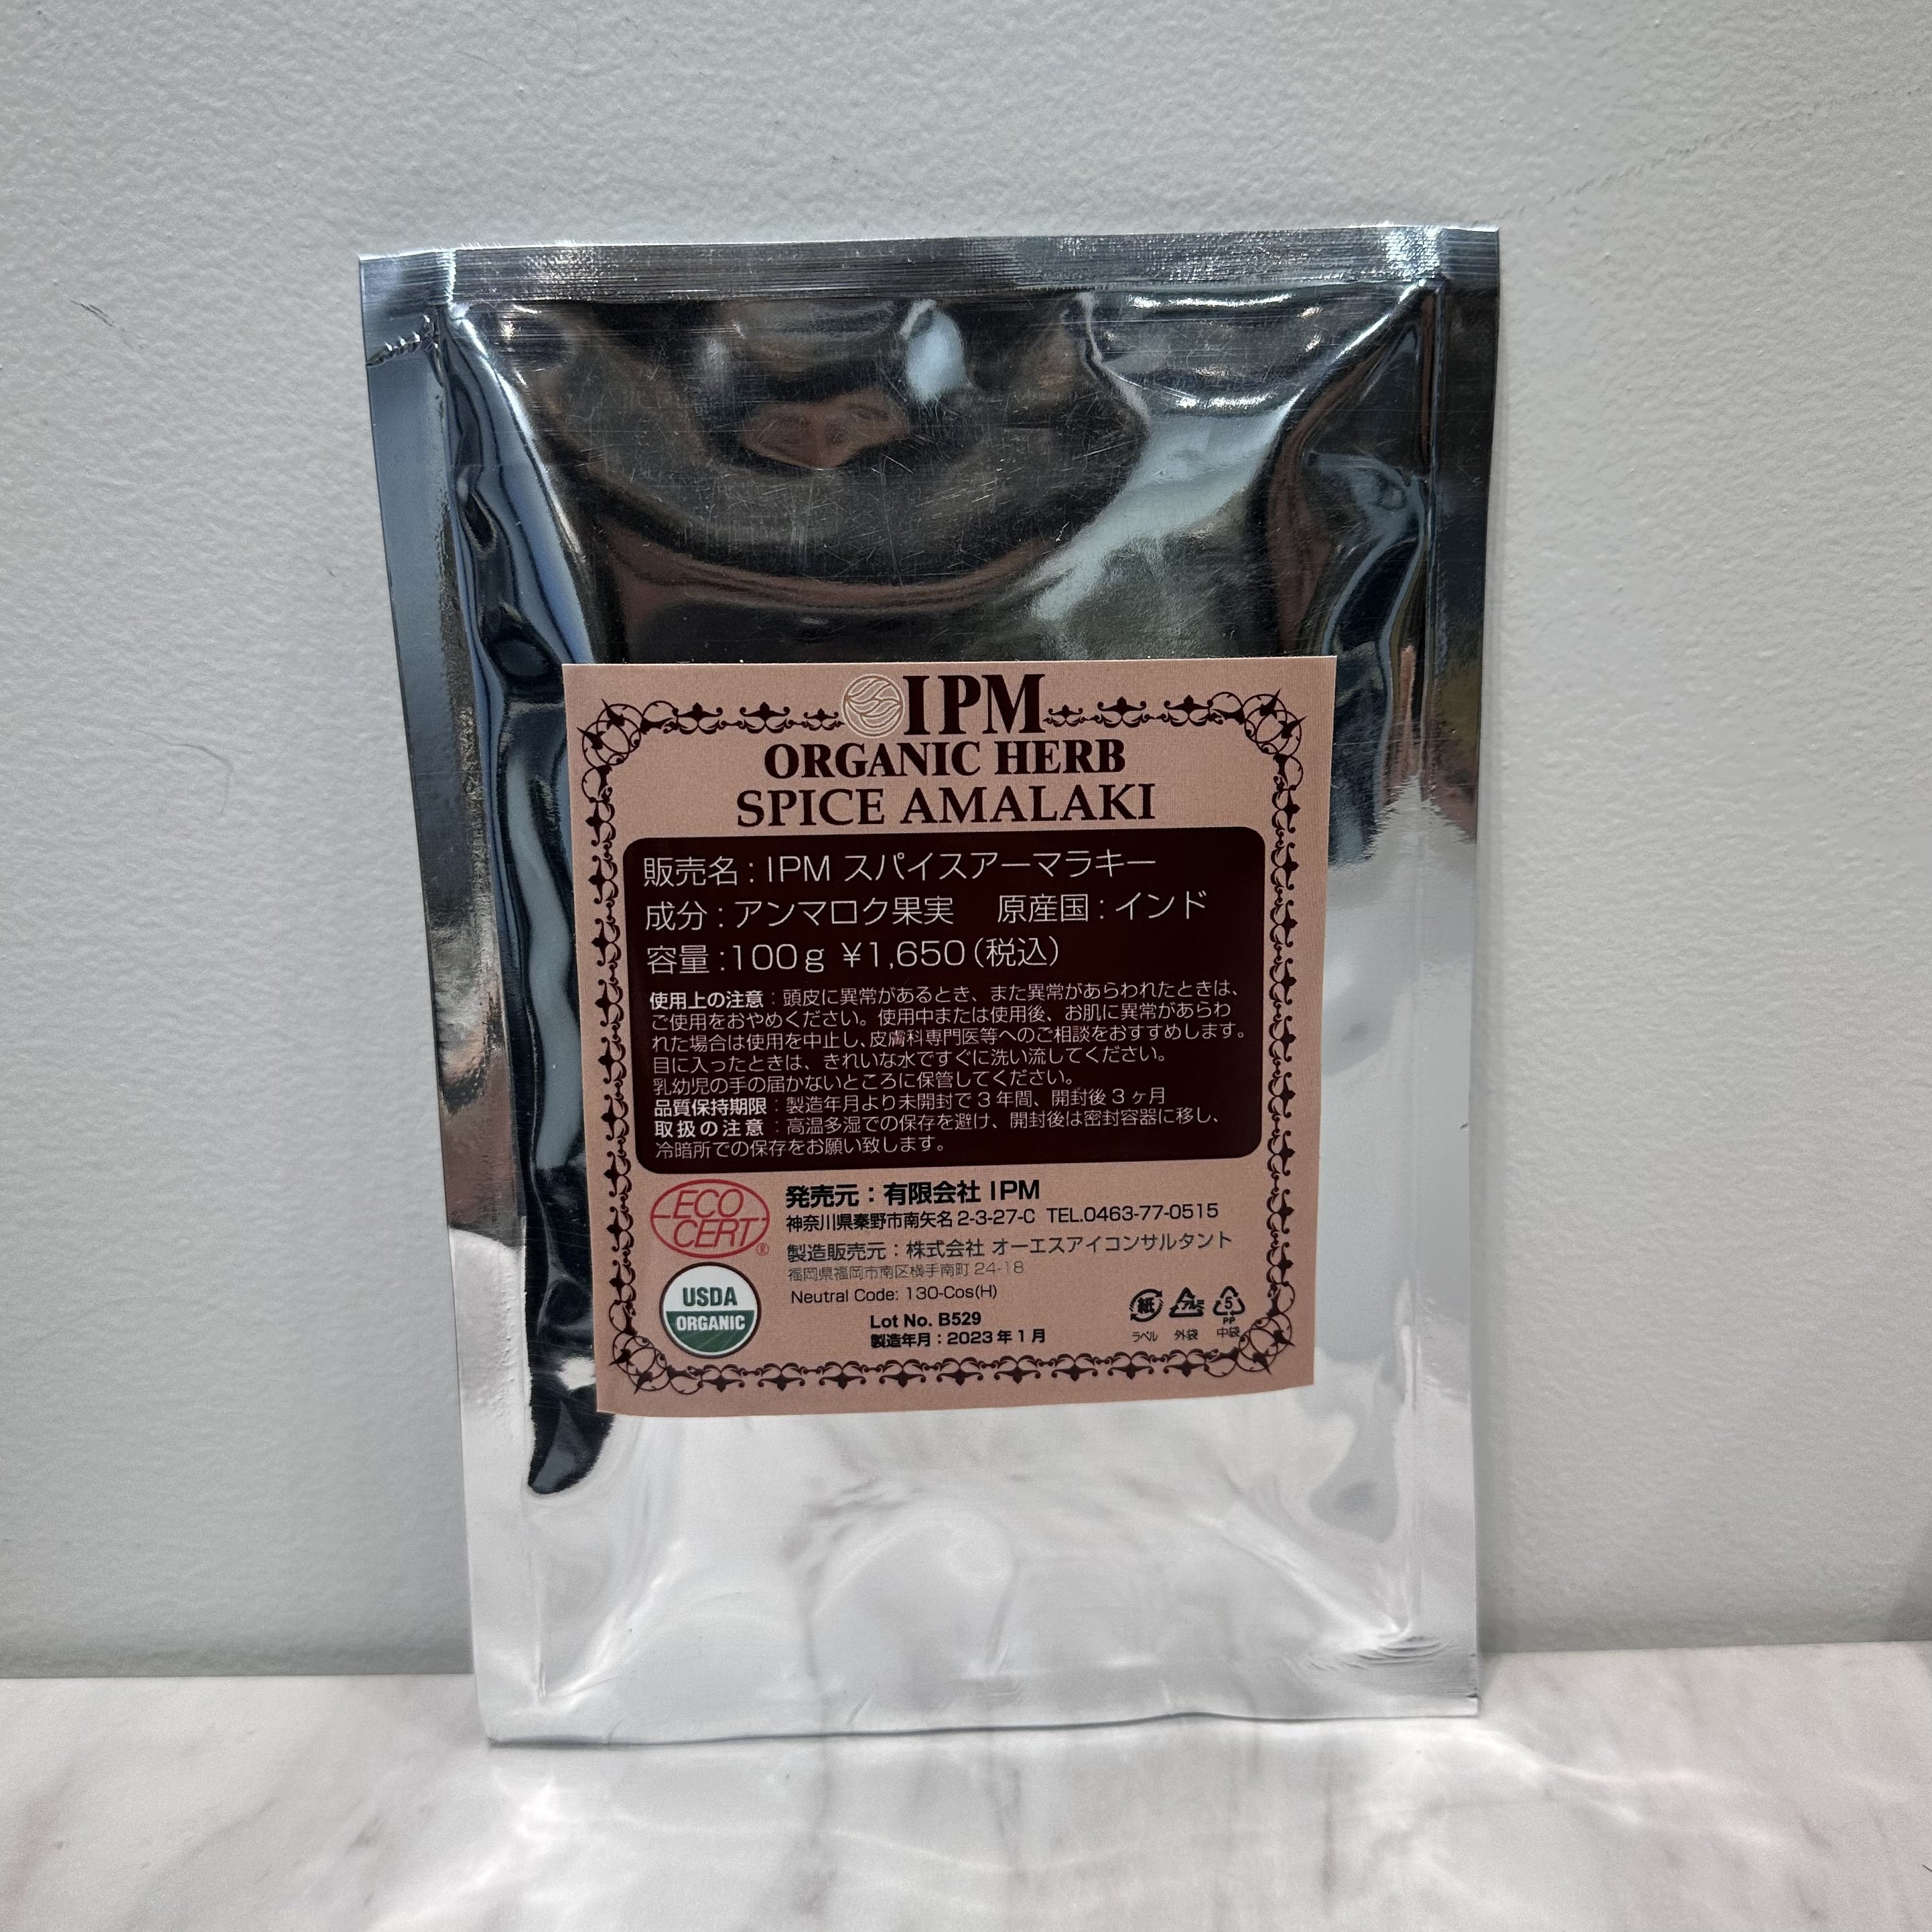 IPM
ORGANIC HERB
SPICE AMALAKI
販売名:IPM スパイスアーマラキー
成分:アンマロク果実 原産国:インド
容量:100g ¥1,650(税込)
使用上の注意:頭皮に異常があるとき、また異常があらわれたときは、
ご使用をおやめください。使用中または使用後、お肌に異常があらわ
れた場合は使用を中止し、皮膚科専門医等へのご相談をおすすめします。
目に入ったときは、きれいな水ですぐに洗い流してください。
乳幼児の手の届かないところに保管してください。
品質保持期限:製造年月より未開封で3年間、開封後3ヶ月
取扱の注意:高温多湿での保存を避け、開封後は密封容器に移し、
冷暗所での保存をお願い致します。
ECO
CERT®
発売元:有限会社 IPM
神奈川県秦野市南矢名2-3-27-C TEL.0463-77-0515
製造販売元:株式会社 オーエスアイコンサルタント
福岡県福岡市南区横手南町 24-18
Neutral Code: 130-Cos(H)
USDA
ORGANIC
Lot No. B529
製造年月:2023年1月
紙 アルミ 5
PP
ラベル 外袋 中袋